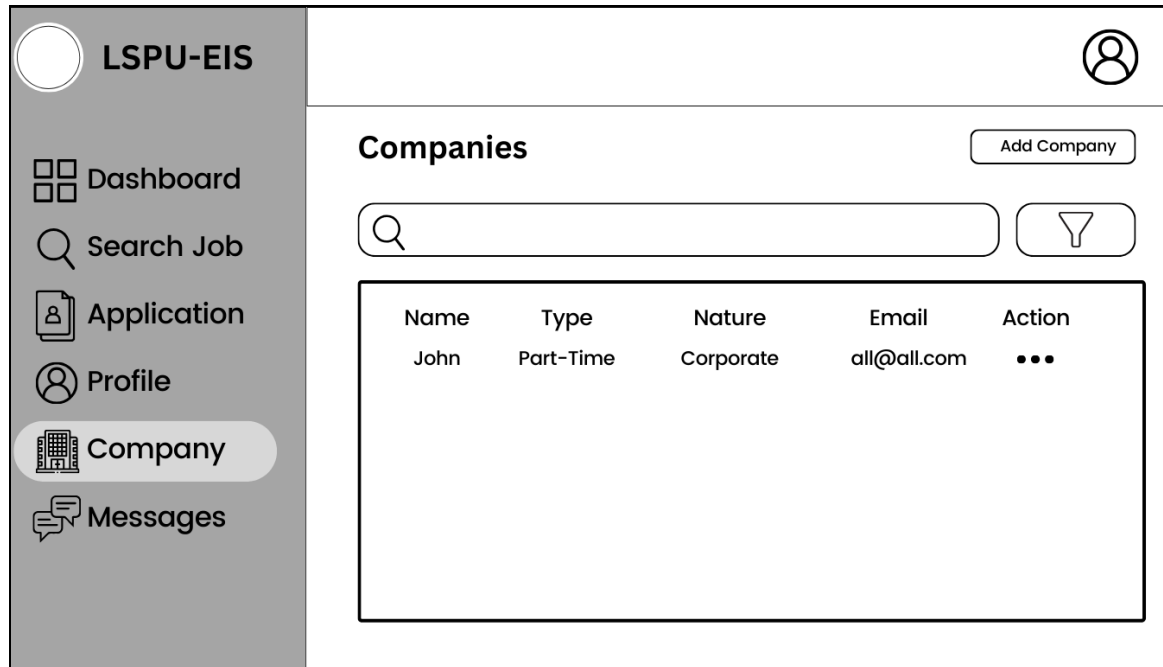 LSPU-EIS
Dashboard
Search Job
Application
Profile
Company
Messages
Companies
Add Company
Name Type Nature Email Action
John Part-Time Corporate all@all.com •••